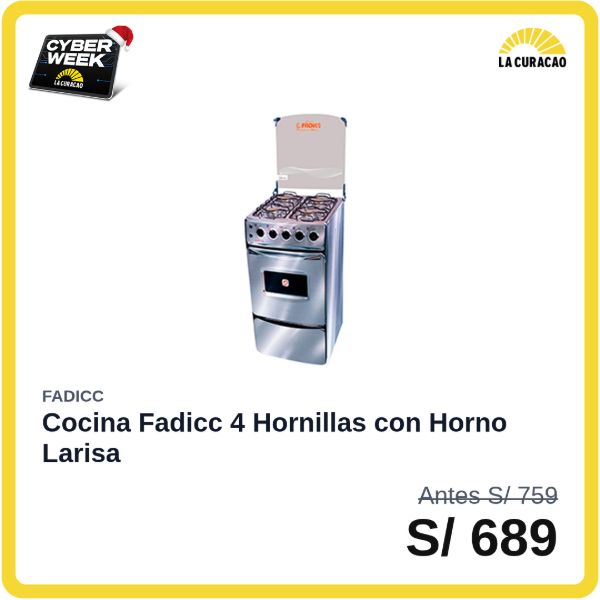 CYBER
WEEK
LA CURACAO
LA CURACAO
FADICC
Cocina Fadicc 4 Hornillas con Horno
Larisa
Antes S/ 759
S/ 689